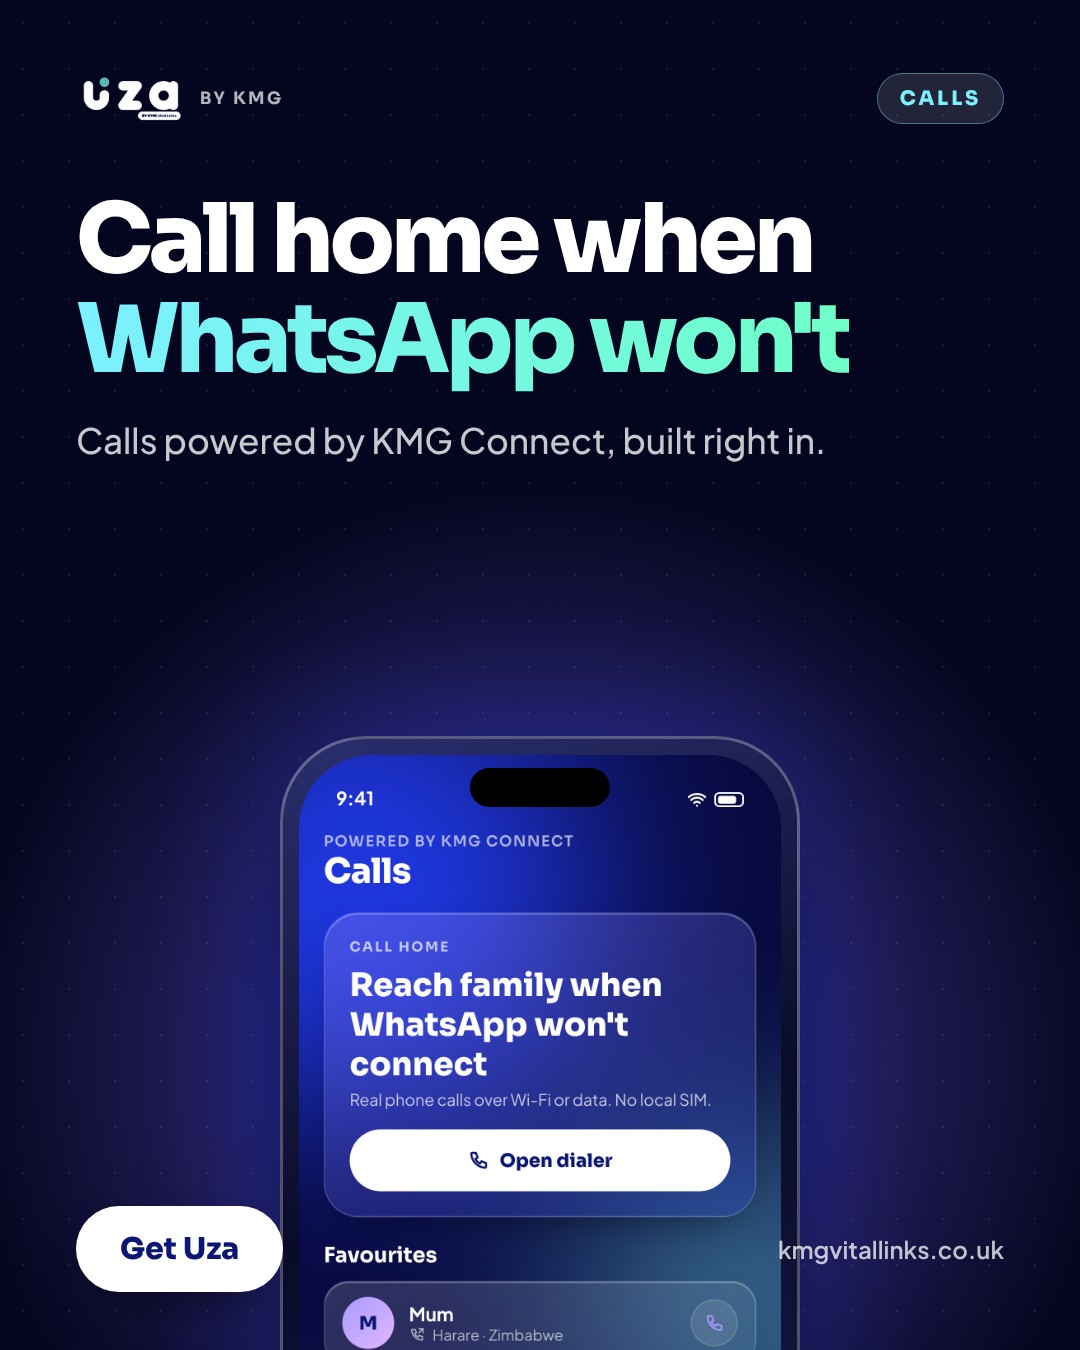 uza
BY KMG
CALLS
Call home when
WhatsApp won't
Calls powered by KMG Connect, built right in.
9:41
POWERED BY KMG CONNECT
Calls
CALL HOME
Reach family when
WhatsApp won't
connect
Real phone calls over Wi-Fi or data. No local SIM.
Open dialer
Get Uza
kmgvitallinks.co.uk
Favourites
M
Mum
Harare · Zimbabwe